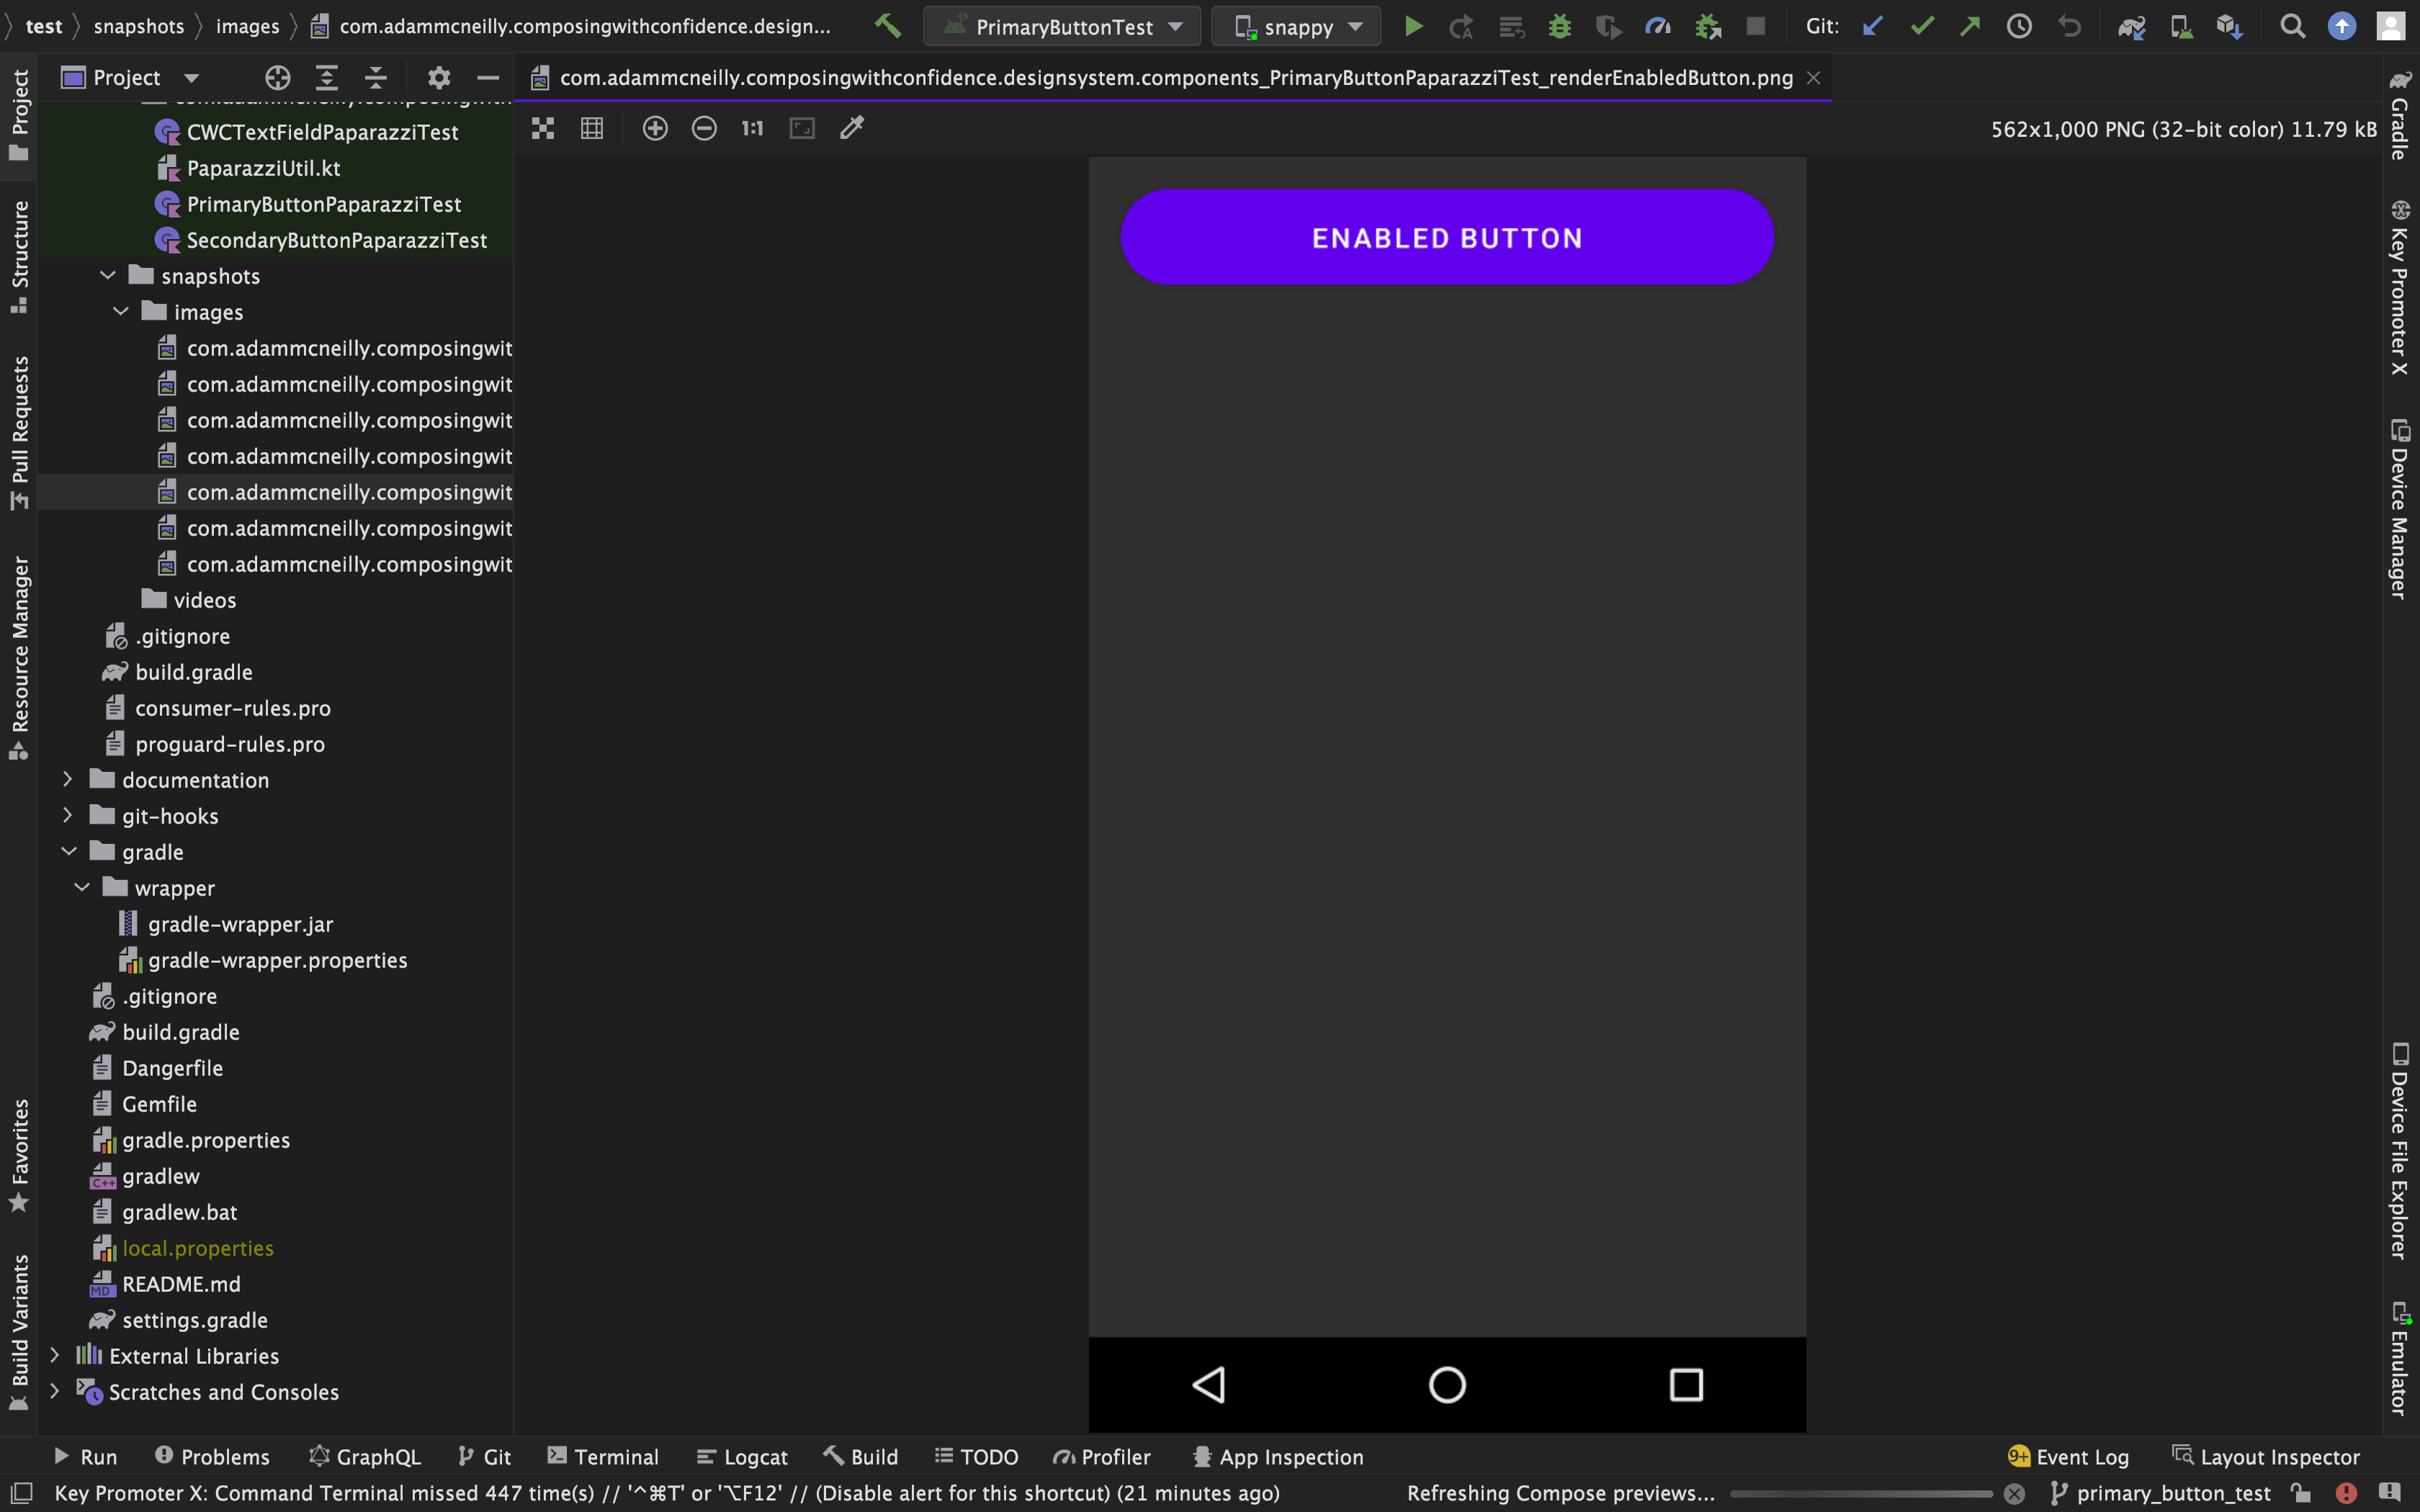 test snapshots images com.adammcneilly.composingwithconfidence.design... PrimaryButtonTest snappy Git:
Project
com.adammcneilly.composingwithconfidence.designsystem.components_PrimaryButtonPaparazziTest_renderEnabledButton.png
1:1
562x1,000 PNG (32-bit color) 11.79 kB
CWCTextFieldPaparazziTest
PaparazziUtil.kt
PrimaryButtonPaparazziTest
SecondaryButtonPaparazziTest
snapshots
images
com.adammcneilly.composingwit
com.adammcneilly.composingwit
com.adammcneilly.composingwit
com.adammcneilly.composingwit
com.adammcneilly.composingwit
com.adammcneilly.composingwit
com.adammcneilly.composingwit
videos
.gitignore
build.gradle
consumer-rules.pro
proguard-rules.pro
documentation
git-hooks
gradle
wrapper
gradle-wrapper.jar
gradle-wrapper.properties
.gitignore
build.gradle
Dangerfile
Gemfile
gradle.properties
C++
gradlew
gradlew.bat
local.properties
MD
README.md
settings.gradle
External Libraries
Scratches and Consoles
ENABLED BUTTON
Project
Structure
Pull Requests
Resource Manager
Favorites
Build Variants
Gradle
Key Promoter X
Device Manager
Device File Explorer
Emulator
Run Problems GraphQL Git Terminal Logcat Build TODO Profiler App Inspection 9+ Event Log Layout Inspector
Key Promoter X: Command Terminal missed 447 time(s) // '^⌘T' or '⌥F12' // (Disable alert for this shortcut) (21 minutes ago) Refreshing Compose previews... primary_button_test